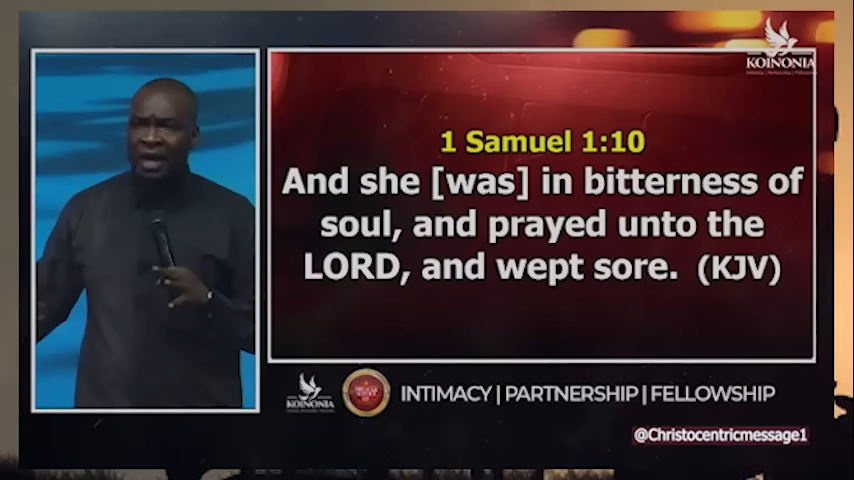 KOINONIA
1 Samuel 1:10
And she [was] in bitterness of
soul, and prayed unto the
LORD, and wept sore. (KJV)
KOINONIA
INTIMACY | PARTNERSHIP | FELLOWSHIP
@Christocentricmessage1